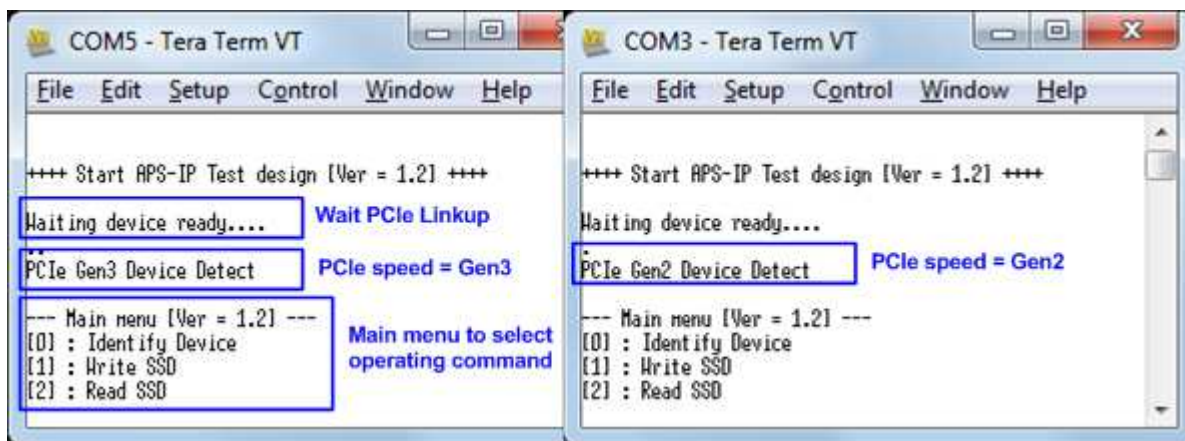 COM5 - Tera Term VT
File Edit Setup Control Window Help
++++ Start APS-IP Test design [Ver = 1.2] ++++
Waiting device ready....
Wait PCIe Linkup
..
PCIe Gen3 Device Detect
PCIe speed = Gen3
--- Main menu [Ver = 1.2] ---
[0] : Identify Device
[1] : Write SSD
[2] : Read SSD
Main menu to select
operating command
COM3 - Tera Term VT
File Edit Setup Control Window Help
++++ Start APS-IP Test design [Ver = 1.2] ++++
Waiting device ready....
.
PCIe Gen2 Device Detect
PCIe speed = Gen2
--- Main menu [Ver = 1.2] ---
[0] : Identify Device
[1] : Write SSD
[2] : Read SSD